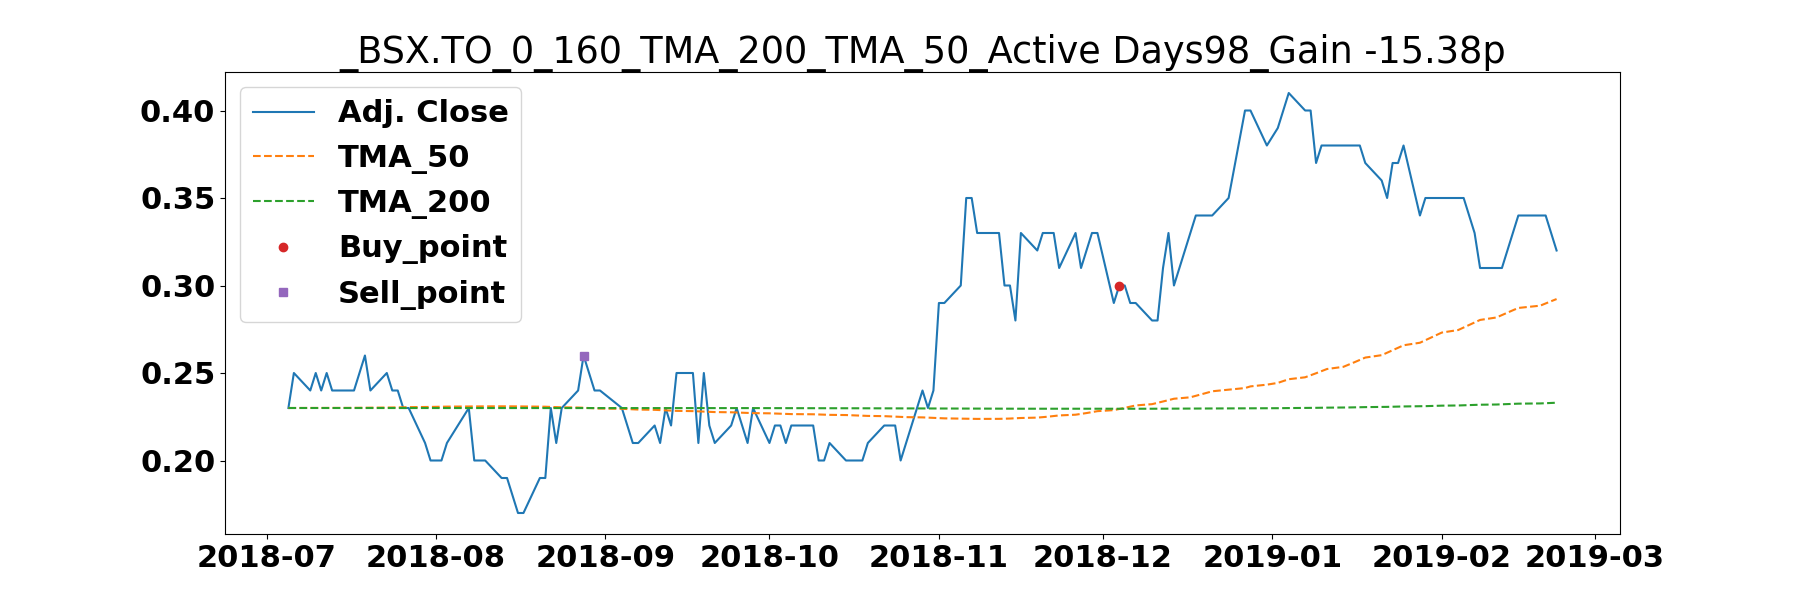 _BSX.TO_0_160_TMA_200_TMA_50_Active Days98_Gain -15.38p
Adj. Close
TMA_50
TMA_200
Buy_point
Sell_point
0.40
0.35
0.30
0.25
0.20
2018-07 2018-08 2018-09 2018-10 2018-11 2018-12 2019-01 2019-02 2019-03